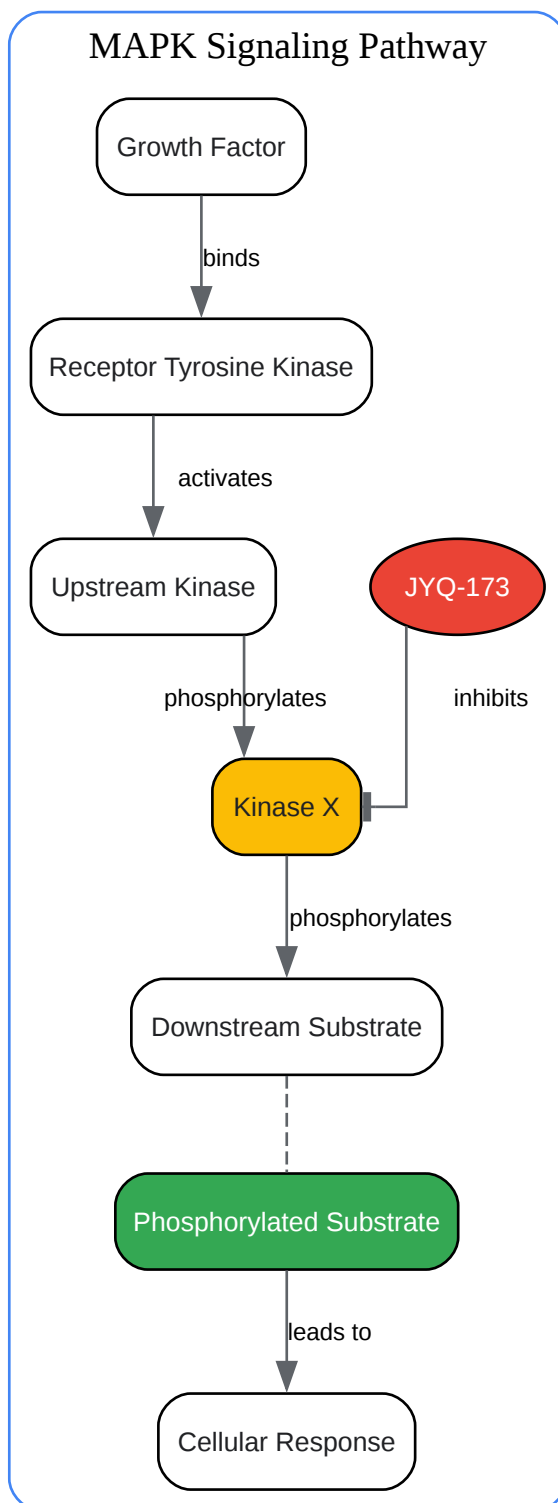 MAPK Signaling Pathway
Growth Factor
binds
Receptor Tyrosine Kinase
activates
Upstream Kinase
JYQ-173
phosphorylates
inhibits
Kinase X
phosphorylates
Downstream Substrate
Phosphorylated Substrate
leads to
Cellular Response